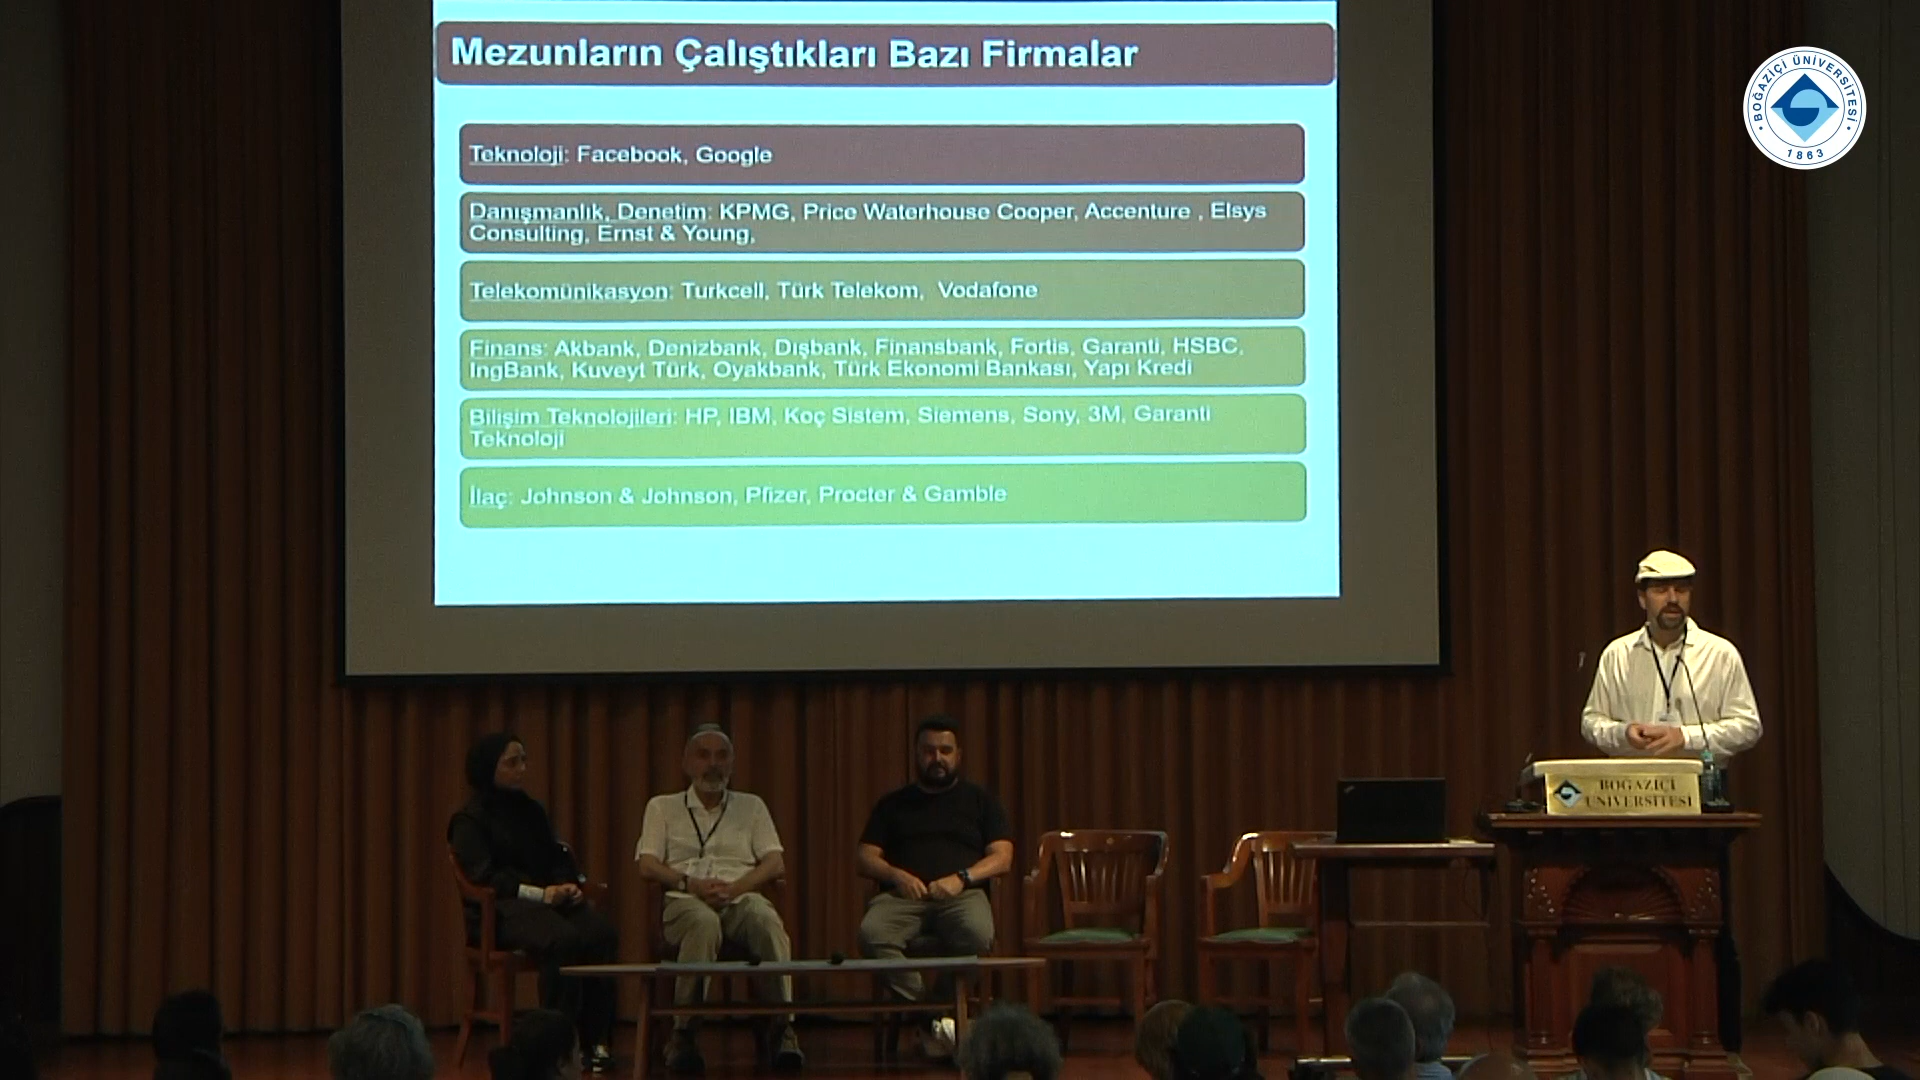 Mezunların Çalıştıkları Bazı Firmalar
Teknoloji: Facebook, Google
Danışmanlık, Denetim: KPMG, Price Waterhouse Cooper, Accenture , Elsys
Consulting, Ernst & Young,
Telekomünikasyon: Turkcell, Türk Telekom, Vodafone
Finans: Akbank, Denizbank, Dışbank, Finansbank, Fortis, Garanti, HSBC,
IngBank, Kuveyt Türk, Oyakbank, Türk Ekonomi Bankası, Yapı Kredi
Bilişim Teknolojileri: HP, IBM, Koç Sistem, Siemens, Sony, 3M, Garanti
Teknoloji
İlaç: Johnson & Johnson, Pfizer, Procter & Gamble
BOĞAZİÇİ ÜNİVERSİTESİ
1863
BOĞAZİÇİ
ÜNİVERSİTESİ